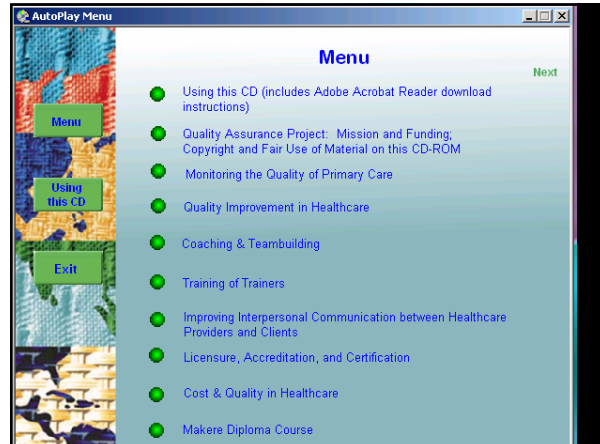 AutoPlay Menu
Menu
Next
Using this CD (includes Adobe Acrobat Reader download
instructions)
Quality Assurance Project: Mission and Funding;
Copyright and Fair Use of Material on this CD-ROM
Monitoring the Quality of Primary Care
Quality Improvement in Healthcare
Coaching & Teambuilding
Training of Trainers
Improving Interpersonal Communication between Healthcare
Providers and Clients
Licensure, Accreditation, and Certification
Cost & Quality in Healthcare
Makere Diploma Course
Menu
Using
this CD
Exit